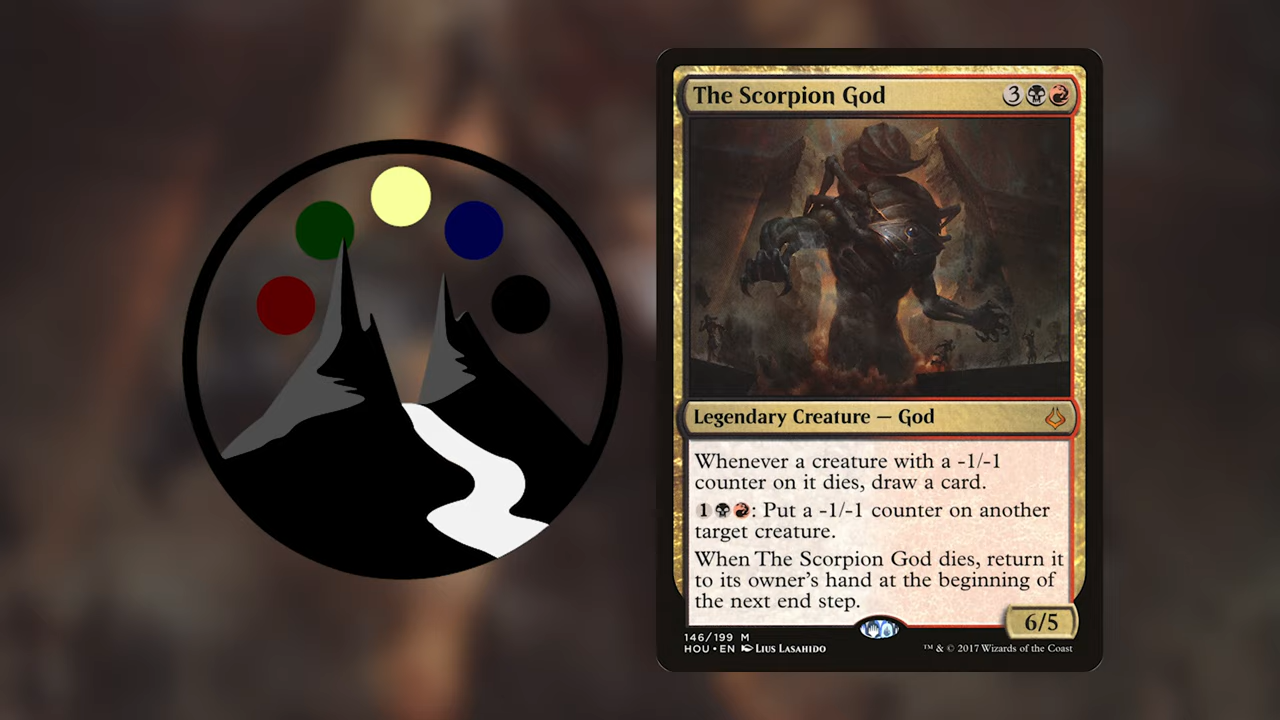 The Scorpion God 3
Legendary Creature — God
Whenever a creature with a -1/-1
counter on it dies, draw a card.
1 : Put a -1/-1 counter on another
target creature.
When The Scorpion God dies, return it
to its owner's hand at the beginning of
the next end step.
6/5
146/199 M
HOU • EN Lius Lasahido
™ & © 2017 Wizards of the Coast